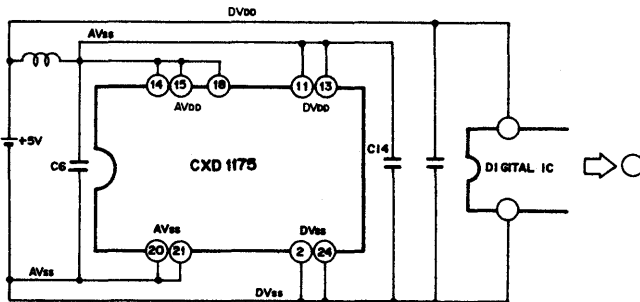 DVDD
AVss
14 15 18
11 13
AVDD
DVDD
+5V
C6
CXD 1175
C14
DIGITAL IC
AVss
DVss
20 21
2 24
AVss
DVss